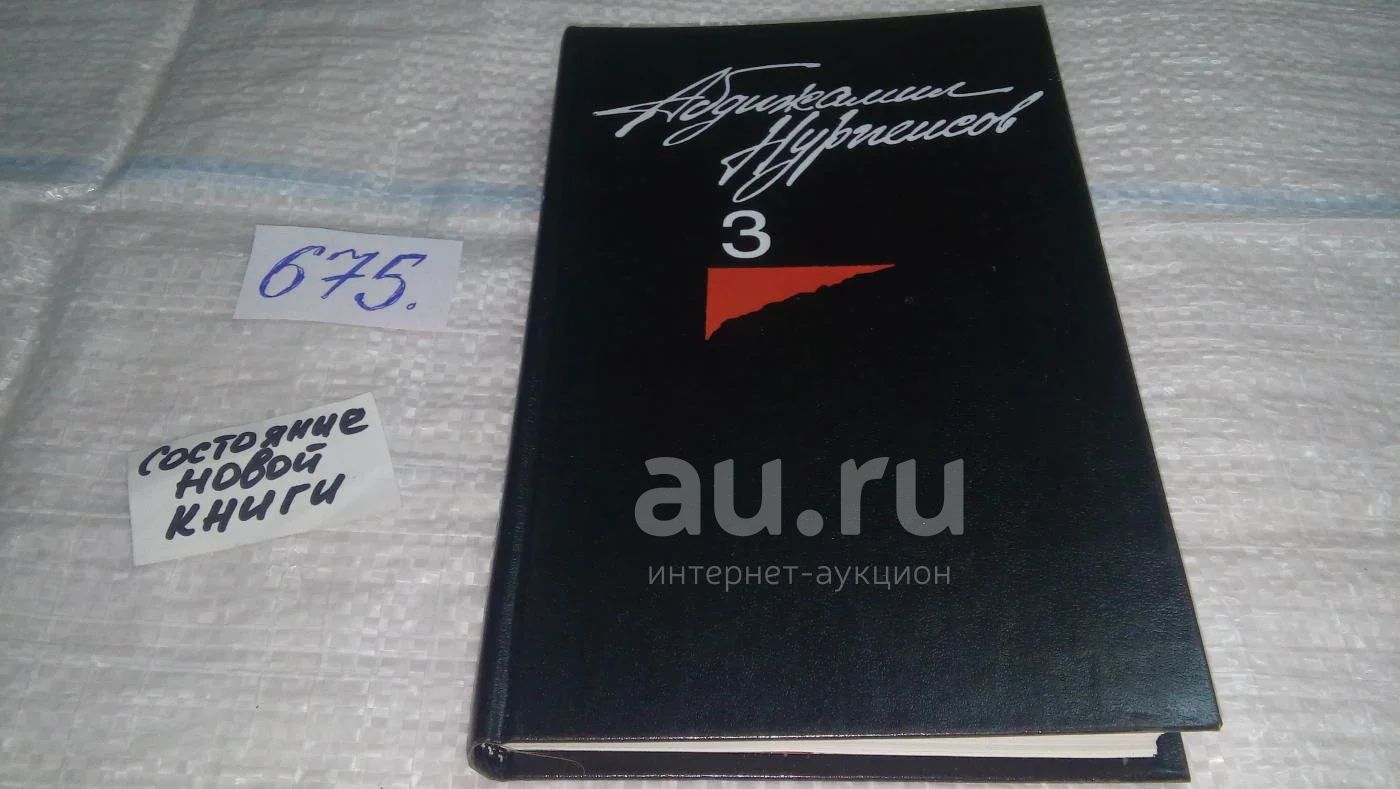 Абдижамил
Нурпеисов
3
675.
состояние
новой
книги
au.ru
интернет-аукцион